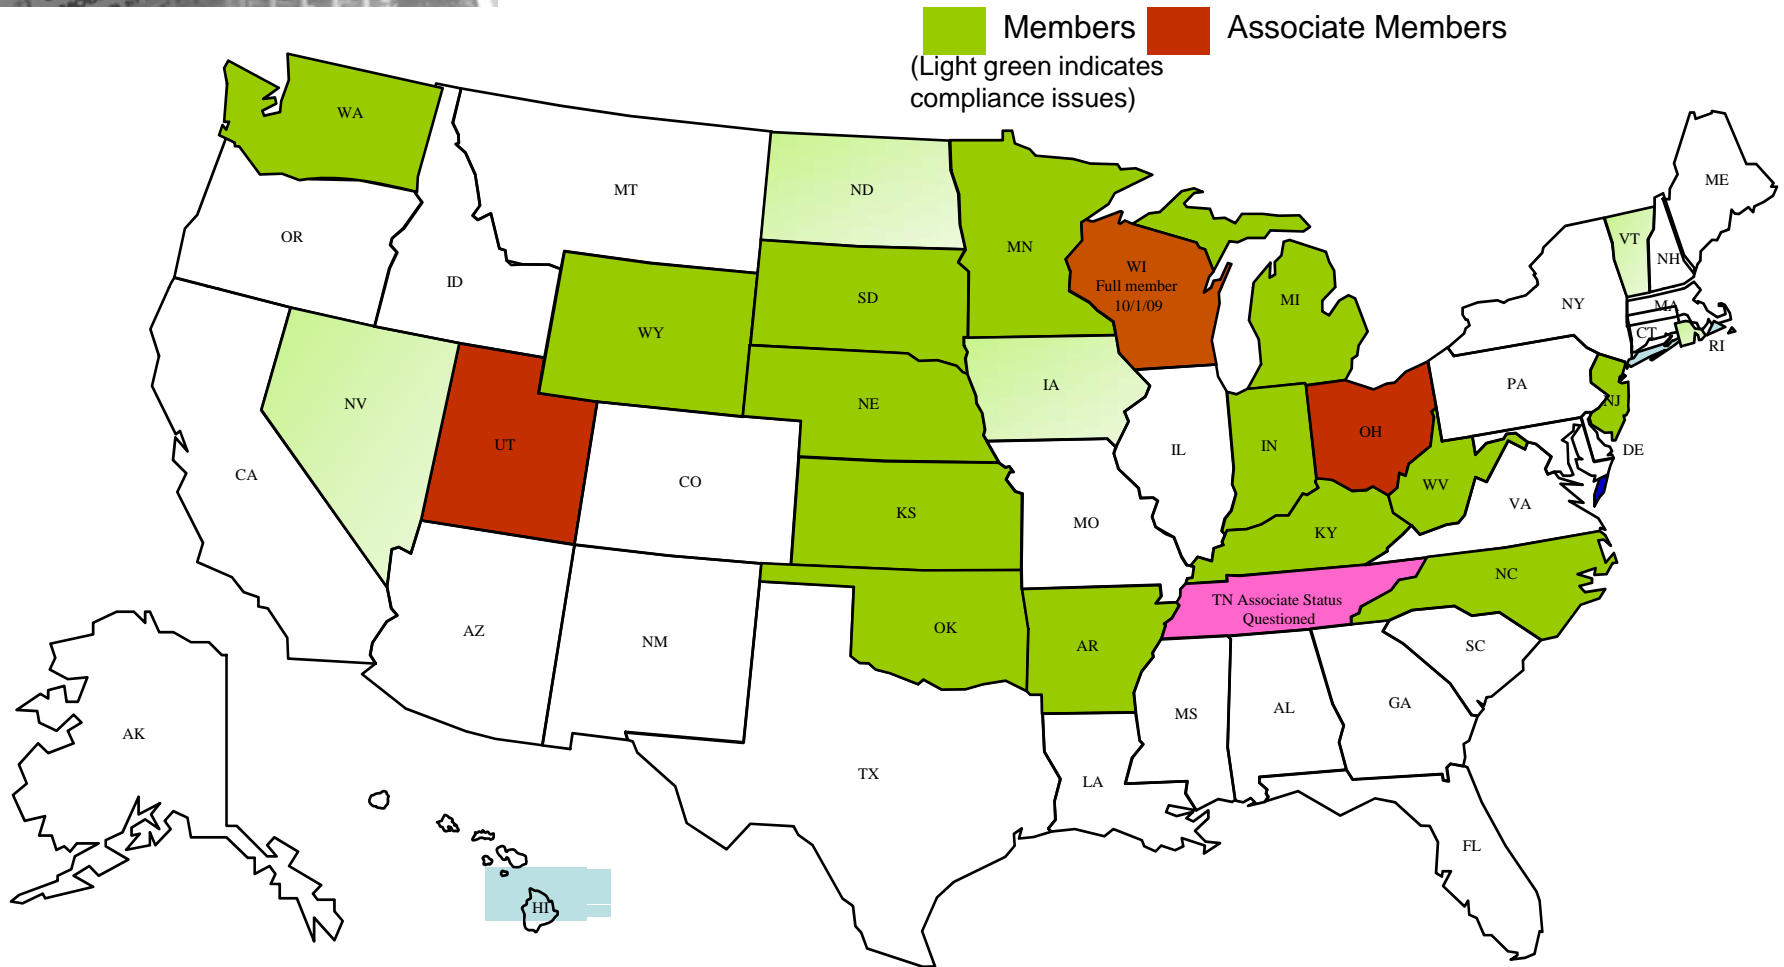 Members
Associate Members
(Light green indicates
compliance issues)
WA
MT
ND
ME
OR
MN
VT
NH
ID
WI
Full member
10/1/09
SD
MI
NY
MA
WY
CT
RI
IA
PA
NV
NE
NJ
UT
OH
IN
IL
DE
CA
CO
WV
VA
KS
MO
KY
NC
TN Associate Status
Questioned
AZ
OK
NM
AR
SC
GA
MS
AL
AK
TX
LA
FL
HI